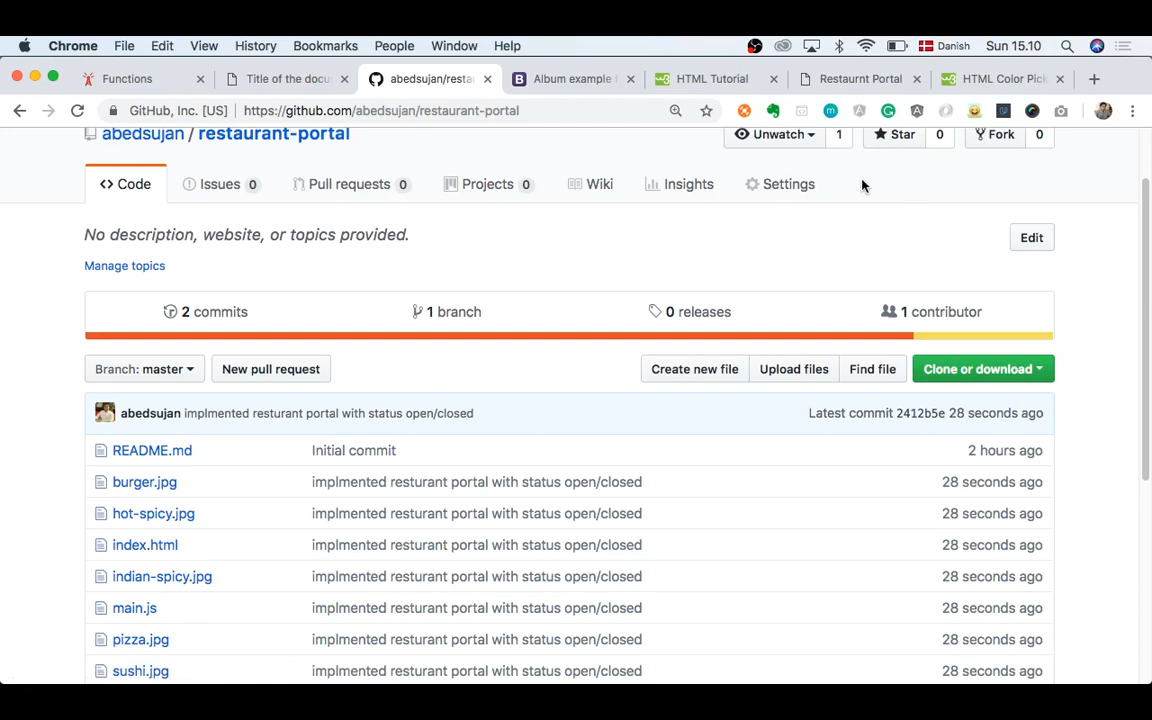 Chrome File Edit View History Bookmarks People Window Help Danish Sun 15.10
Functions Title of the docu abedsujan/resta Album example HTML Tutorial Restaurnt Portal HTML Color Pic
GitHub, Inc. [US] https://github.com/abedsujan/restaurant-portal
abedsujan / restaurant-portal Unwatch 1 Star 0 Fork 0
Code Issues 0 Pull requests 0 Projects 0 Wiki Insights Settings
No description, website, or topics provided. Edit
Manage topics
2 commits 1 branch 0 releases 1 contributor
Branch: master New pull request Create new file Upload files Find file Clone or download
abedsujan implmented resturant portal with status open/closed Latest commit 2412b5e 28 seconds ago
README.md Initial commit 2 hours ago
burger.jpg implmented resturant portal with status open/closed 28 seconds ago
hot-spicy.jpg implmented resturant portal with status open/closed 28 seconds ago
index.html implmented resturant portal with status open/closed 28 seconds ago
indian-spicy.jpg implmented resturant portal with status open/closed 28 seconds ago
main.js implmented resturant portal with status open/closed 28 seconds ago
pizza.jpg implmented resturant portal with status open/closed 28 seconds ago
sushi.jpg implmented resturant portal with status open/closed 28 seconds ago